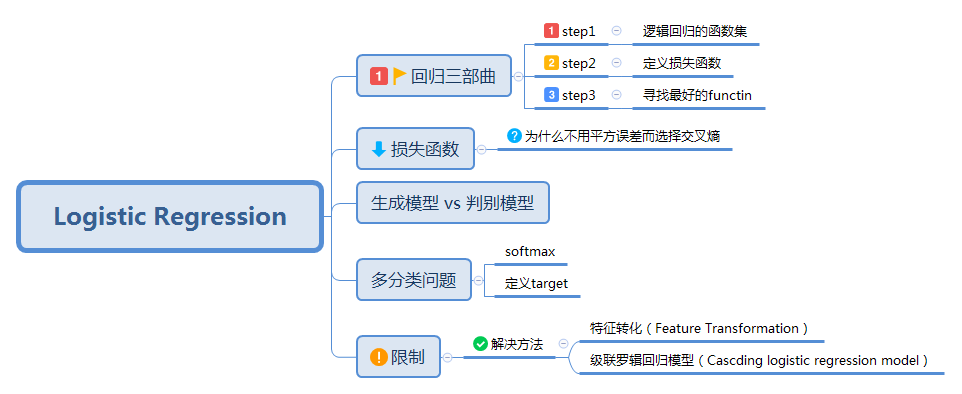 Logistic Regression
1 回归三部曲
1 step1
逻辑回归的函数集
2 step2
定义损失函数
3 step3
寻找最好的functin
损失函数
? 为什么不用平方误差而选择交叉熵
生成模型 vs 判别模型
多分类问题
softmax
定义target
! 限制
解决方法
特征转化（Feature Transformation）
级联罗辑回归模型（Cascding logistic regression model）